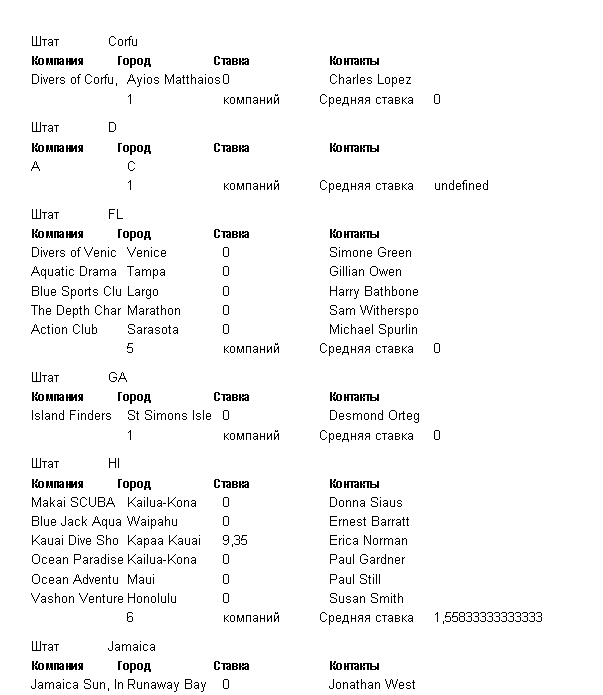 Штат Corfu
Компания Город Ставка Контакты
Divers of Corfu, Ayios Matthaios 0 Charles Lopez
1 компаний Средняя ставка 0
Штат D
Компания Город Ставка Контакты
A C
1 компаний Средняя ставка undefined
Штат FL
Компания Город Ставка Контакты
Divers of Venic Venice 0 Simone Green
Aquatic Drama Tampa 0 Gillian Owen
Blue Sports Clu Largo 0 Harry Bathbone
The Depth Char Marathon 0 Sam Witherspo
Action Club Sarasota 0 Michael Spurlin
5 компаний Средняя ставка 0
Штат GA
Компания Город Ставка Контакты
Island Finders St Simons Isle 0 Desmond Orteg
1 компаний Средняя ставка 0
Штат HI
Компания Город Ставка Контакты
Makai SCUBA Kailua-Kona 0 Donna Siaus
Blue Jack Aqua Waipahu 0 Ernest Barratt
Kauai Dive Sho Kapaa Kauai 9,35 Erica Norman
Ocean Paradise Kailua-Kona 0 Paul Gardner
Ocean Adventu Maui 0 Paul Still
Vashon Venture Honolulu 0 Susan Smith
6 компаний Средняя ставка 1,55833333333333
Штат Jamaica
Компания Город Ставка Контакты
Jamaica Sun, In Runaway Bay 0 Jonathan West